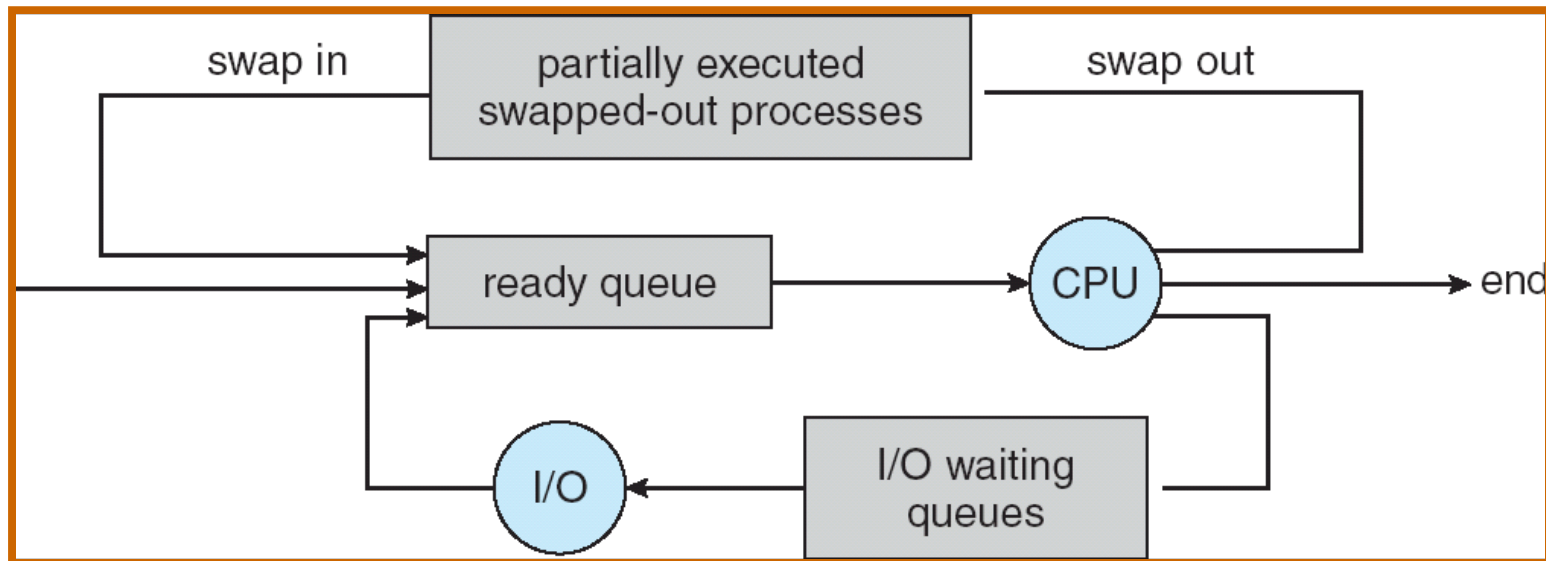 swap in
partially executed
swapped-out processes
swap out
ready queue
CPU
end
I/O
I/O waiting
queues